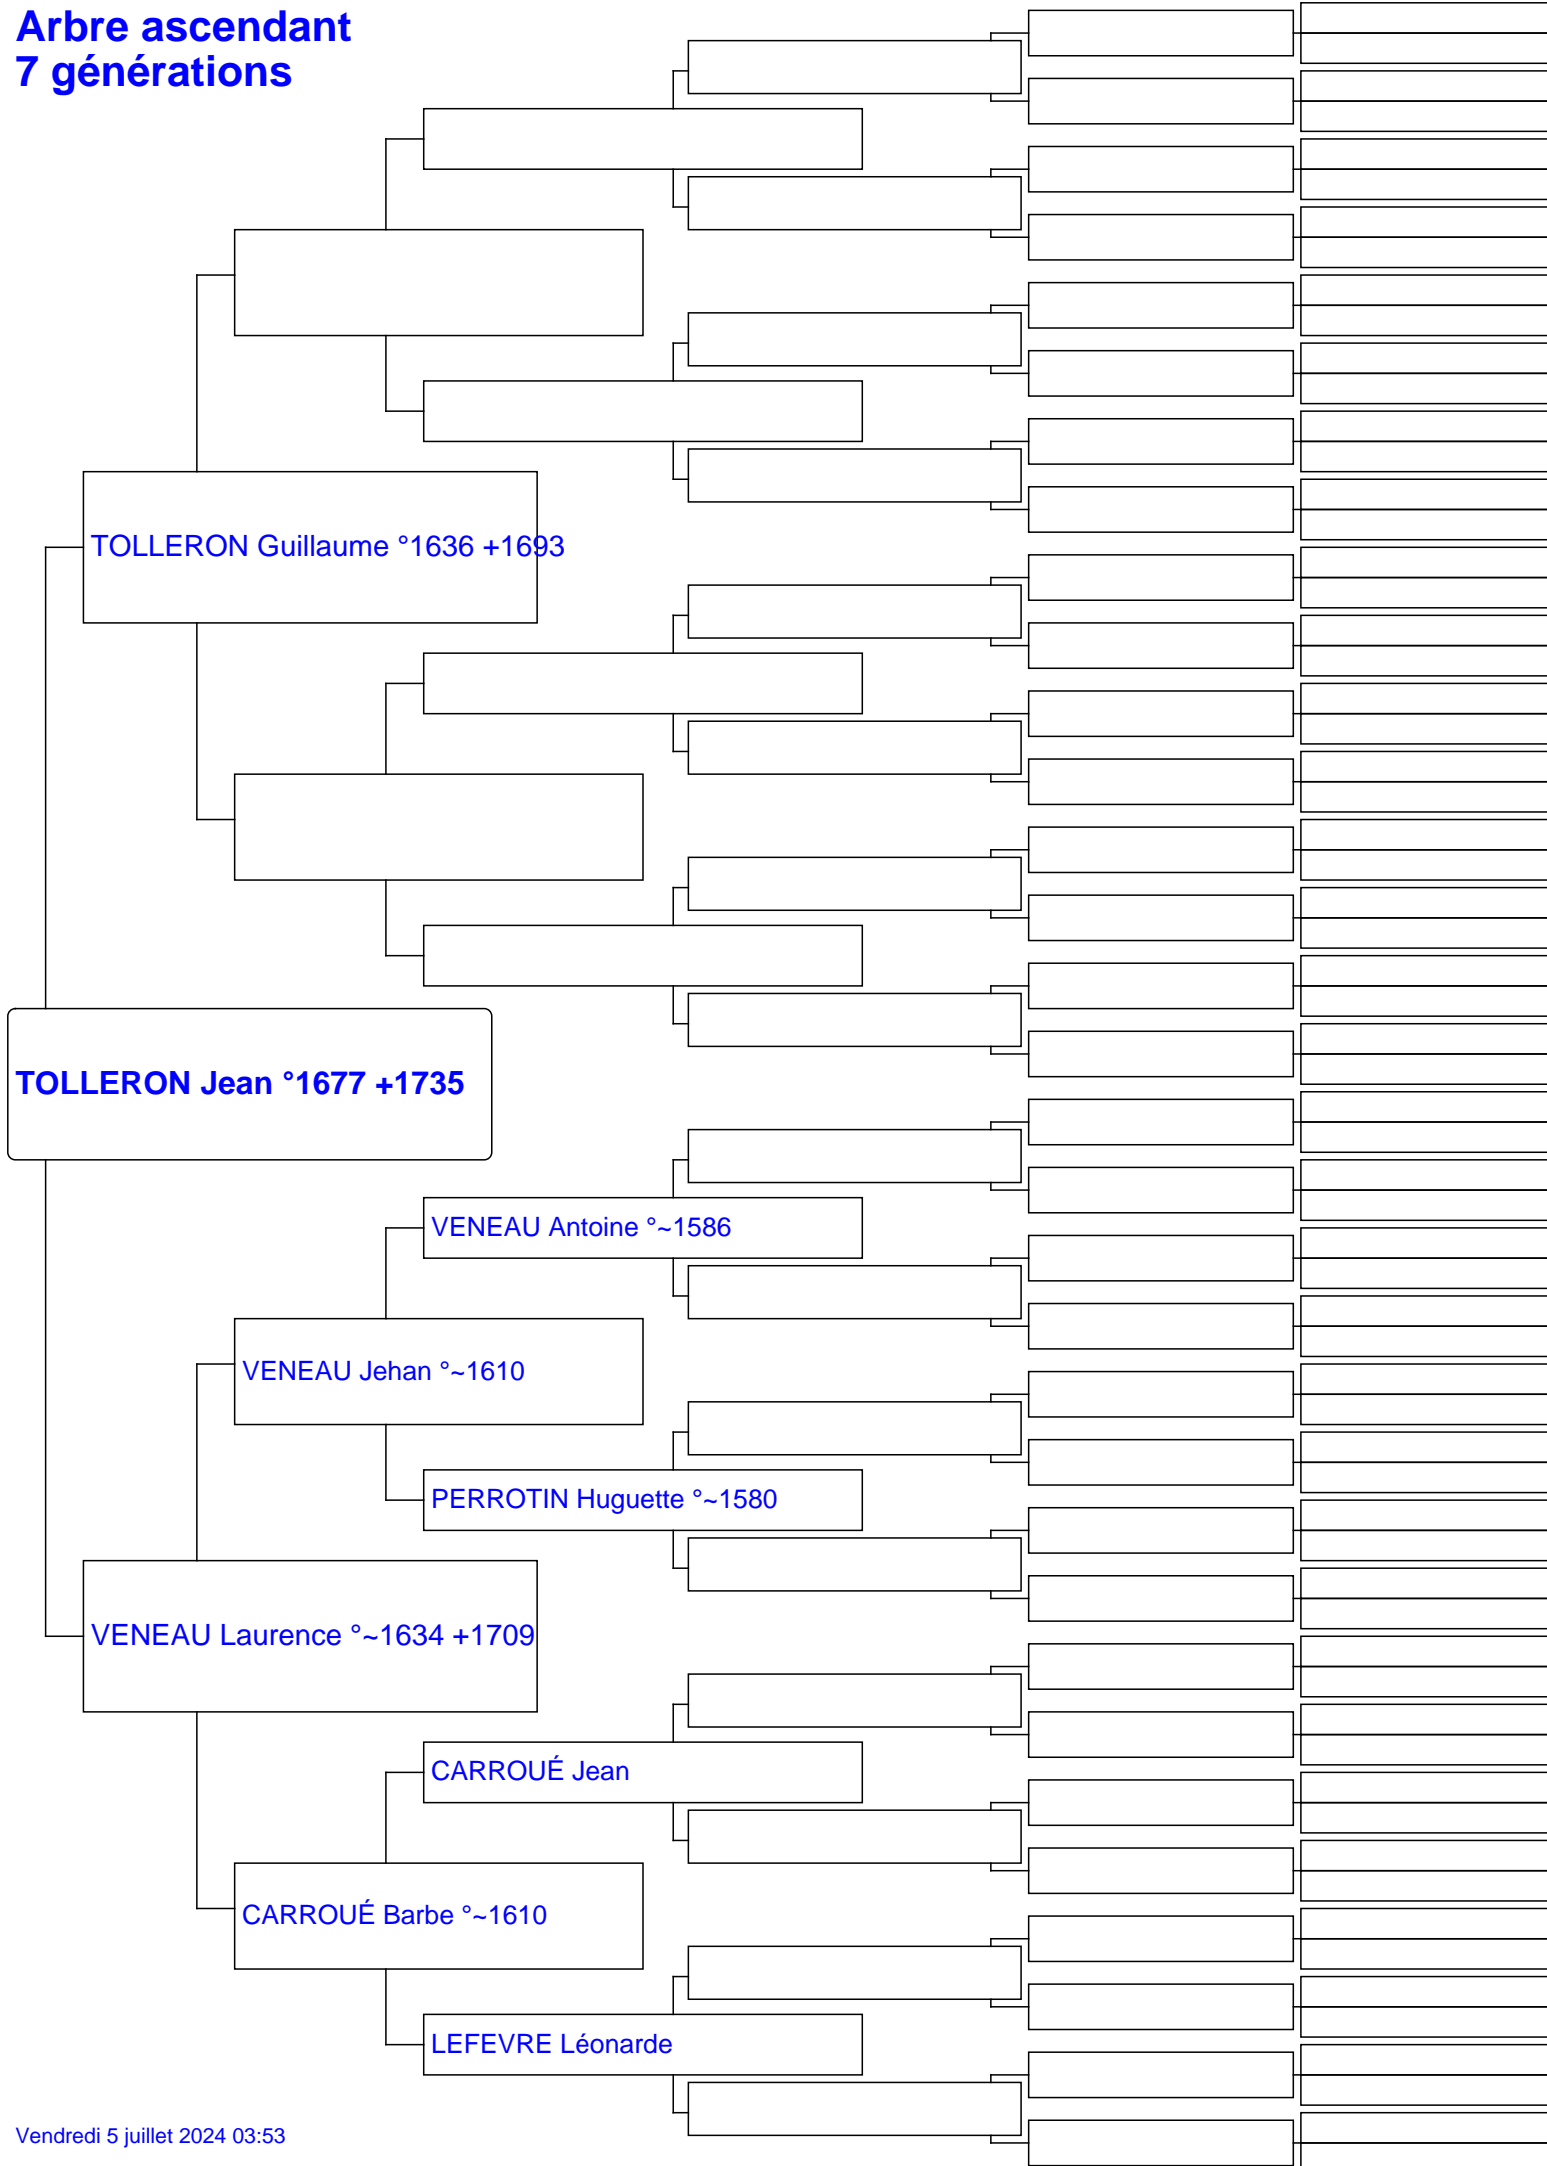 Arbre ascendant
7 générations
TOLLERON Guillaume °1636 +1693
TOLLERON Jean °1677 +1735
VENEAU Antoine °~1586
VENEAU Jehan °~1610
PERROTIN Huguette °~1580
VENEAU Laurence °~1634 +1709
CARROUÉ Jean
CARROUÉ Barbe °~1610
LEFEVRE Léonarde
Vendredi 5 juillet 2024 03:53